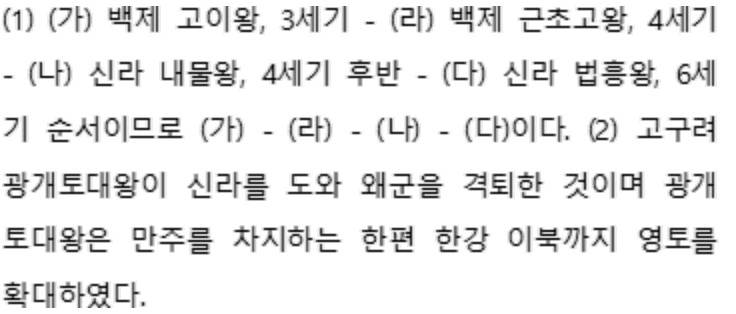 (1) (가) 백제 고이왕, 3세기 - (라) 백제 근초고왕, 4세기
- (나) 신라 내물왕, 4세기 후반 - (다) 신라 법흥왕, 6세
기 순서이므로 (가) - (라) - (나) - (다)이다. (2) 고구려
광개토대왕이 신라를 도와 왜군을 격퇴한 것이며 광개
토대왕은 만주를 차지하는 한편 한강 이북까지 영토를
확대하였다.